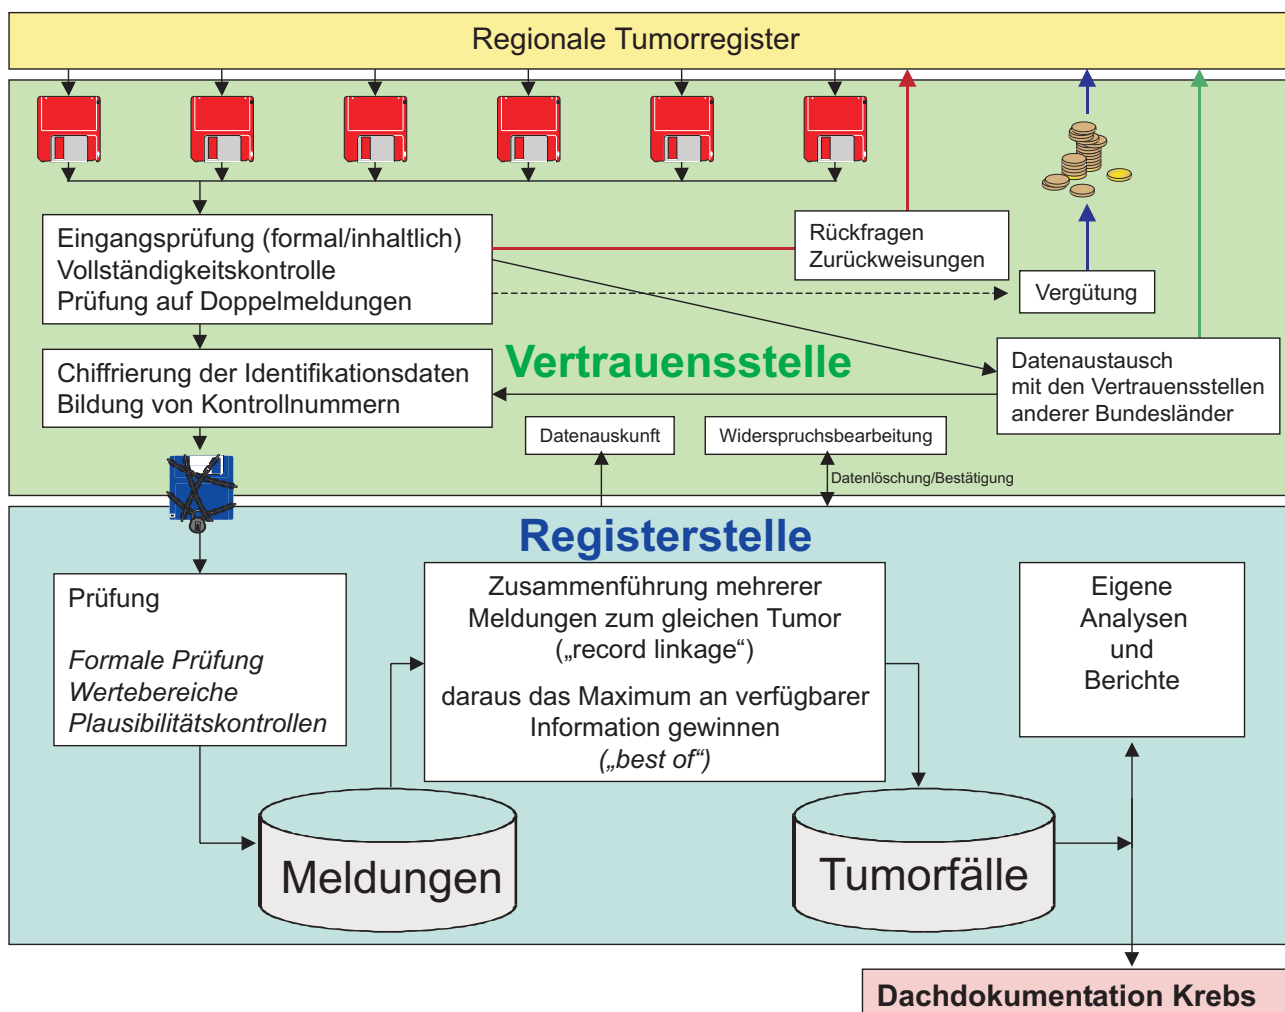 Regionale Tumorregister
Eingangsprüfung (formal/inhaltlich)
Vollständigkeitskontrolle
Prüfung auf Doppelmeldungen
Rückfragen
Zurückweisungen
Vergütung
Vertrauensstelle
Chiffrierung der Identifikationsdaten
Bildung von Kontrollnummern
Datenaustausch
mit den Vertrauensstellen
anderer Bundesländer
Datenauskunft
Widerspruchsbearbeitung
Datenlöschung/Bestätigung
Registerstelle
Prüfung
Formale Prüfung
Wertebereiche
Plausibilitätskontrollen
Zusammenführung mehrerer
Meldungen zum gleichen Tumor
(„record linkage“)
daraus das Maximum an verfügbarer
Information gewinnen
(„best of“)
Eigene
Analysen
und
Berichte
Meldungen
Tumorfälle
Dachdokumentation Krebs